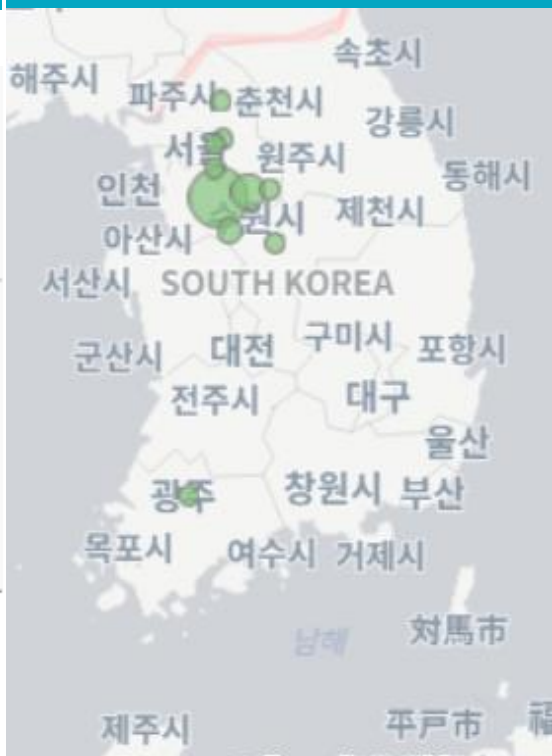 속초시
해주시
파주시
춘천시
강릉시
서울
원주시
동해시
인천
원시
제천시
아산시
서산시
SOUTH KOREA
군산시
대전
구미시
포항시
전주시
대구
울산
광주
창원시
부산
목포시
여수시
거제시
対馬市
남해
제주시
平戸市
福